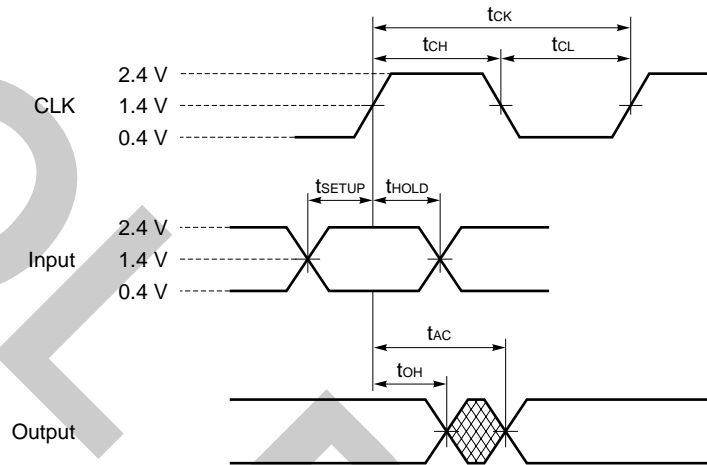 tCK
tCH tCL
2.4 V
CLK 1.4 V
0.4 V
tSETUP tHOLD
2.4 V
Input 1.4 V
0.4 V
tAC
tOH
Output